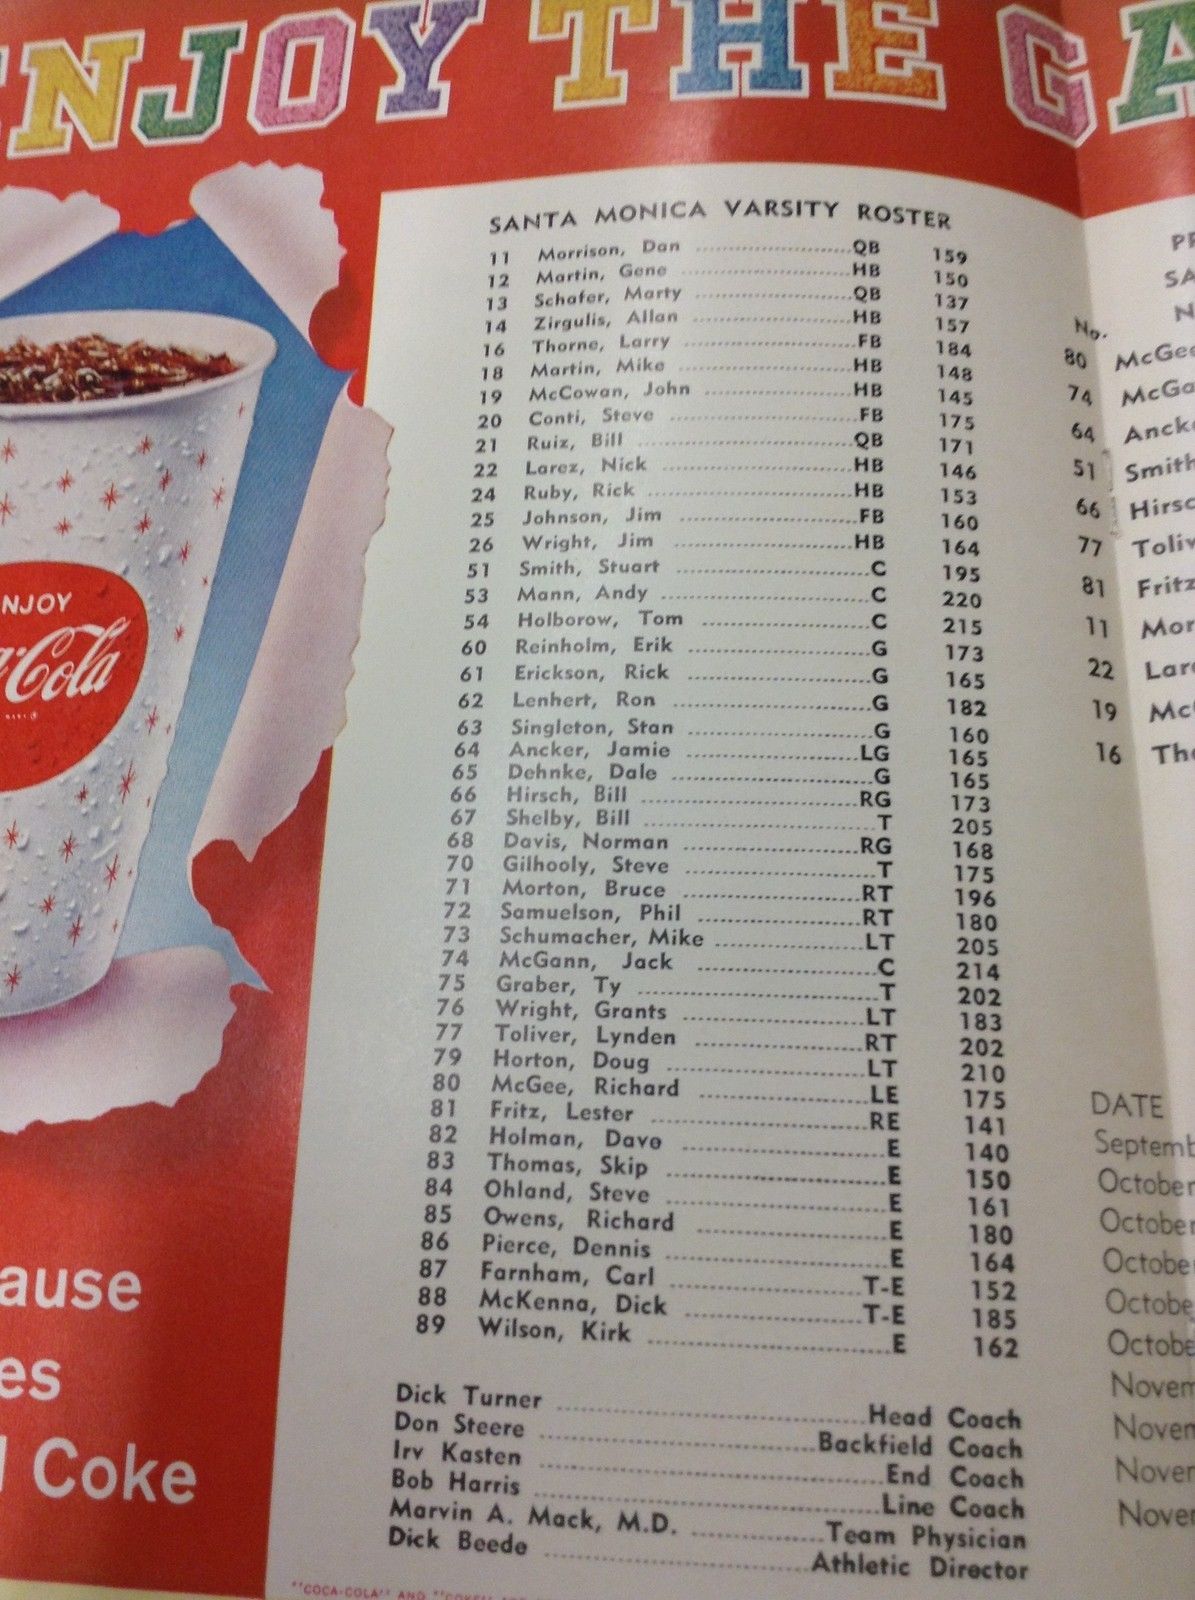 ENJOY THE GA
SANTA MONICA VARSITY ROSTER
11 Morrison, Dan QB 159
12 Martin, Gene HB 150
13 Schafer, Marty QB 137
14 Zirgulis, Allan HB 157
16 Thorne, Larry FB 184
18 Martin, Mike HB 148
19 McCowan, John HB 145
20 Conti, Steve FB 175
21 Ruiz, Bill QB 171
22 Larez, Nick HB 146
24 Ruby, Rick HB 153
25 Johnson, Jim FB 160
26 Wright, Jim HB 164
51 Smith, Stuart C 195
53 Mann, Andy C 220
54 Holborow, Tom C 215
60 Reinholm, Erik G 173
61 Erickson, Rick G 165
62 Lenhert, Ron G 182
63 Singleton, Stan G 160
64 Ancker, Jamie LG 165
65 Dehnke, Dale G 165
66 Hirsch, Bill RG 173
67 Shelby, Bill T 205
68 Davis, Norman RG 168
70 Gilhooly, Steve T 175
71 Morton, Bruce RT 196
72 Samuelson, Phil RT 180
73 Schumacher, Mike LT 205
74 McGann, Jack C 214
75 Graber, Ty T 202
76 Wright, Grants LT 183
77 Toliver, Lynden RT 202
79 Horton, Doug LT 210
80 McGee, Richard LE 175
81 Fritz, Lester RE 141
82 Holman, Dave E 140
83 Thomas, Skip E 150
84 Ohland, Steve E 161
85 Owens, Richard E 180
86 Pierce, Dennis E 164
87 Farnham, Carl T-E 152
88 McKenna, Dick T-E 185
89 Wilson, Kirk E 162
Dick Turner Head Coach
Don Steere Backfield Coach
Irv Kasten End Coach
Bob Harris Line Coach
Marvin A. Mack, M.D. Team Physician
Dick Beede Athletic Director
"COCA-COLA" AND
NJOY
a-Cola
ause
es
Coke
PR
SA
N
No.
80 McGee
74 McGa
64 Ancke
51 Smith
66 Hirsc
77 Toliv
81 Fritz
11 Mor
22 Lar
19 Mc
16 Tho
DATE
Septemb
October
October
October
October
October
Novem
Novem
Novem
Novem